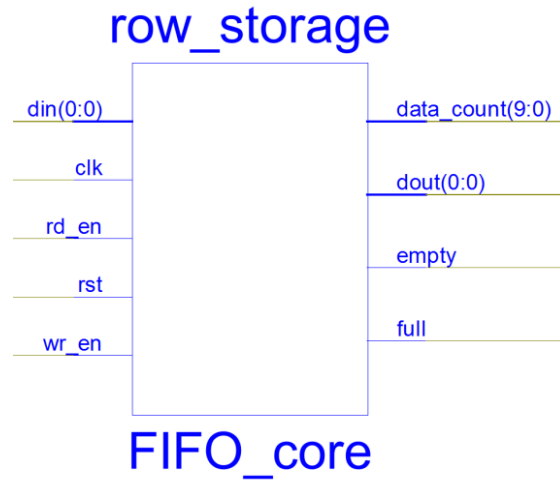 row_storage
din(0:0)
clk
rd_en
rst
wr_en
data_count(9:0)
dout(0:0)
empty
full
FIFO_core